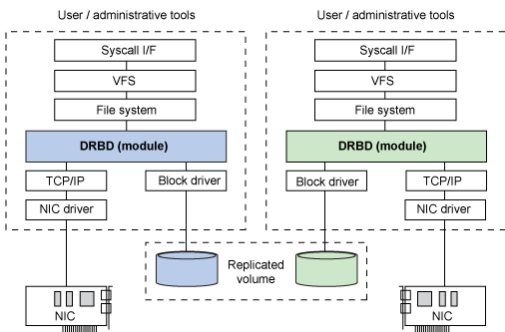 User / administrative tools
User / administrative tools
Syscall I/F
Syscall I/F
VFS
VFS
File system
File system
DRBD (module)
DRBD (module)
TCP/IP
Block driver
Block driver
TCP/IP
NIC driver
NIC driver
Replicated
volume
NIC
NIC